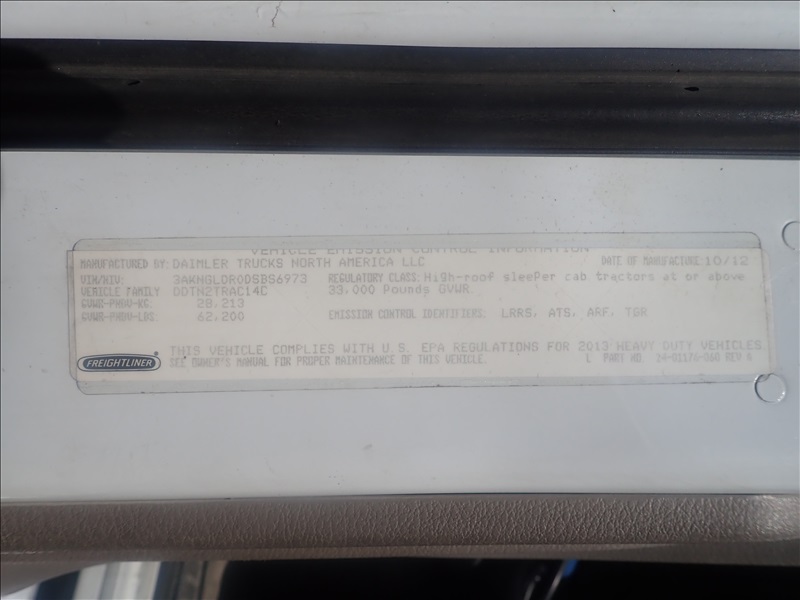 VEHICLE EMISSION CONTROL INFORMATION
MANUFACTURED BY: DAIMLER TRUCKS NORTH AMERICA LLC DATE OF MANUFACTURE: 10/12
VIN/NIV: 3AKNGLDR0DSBS6973 REGULATORY CLASS: High-roof sleeper cab tractors at or above
VEHICLE FAMILY DDTN2TRAC14C 33,000 Pounds GVWR
GVWR-PNBV-KG: 28,213
GVWR-PNBV-LBS: 62,200 EMISSION CONTROL IDENTIFIERS: LRRS, ATS, ARF, TGR
THIS VEHICLE COMPLIES WITH U.S. EPA REGULATIONS FOR 2013 HEAVY DUTY VEHICLES
FREIGHTLINER SEE OWNER'S MANUAL FOR PROPER MAINTENANCE OF THIS VEHICLE. L PART NO. REV